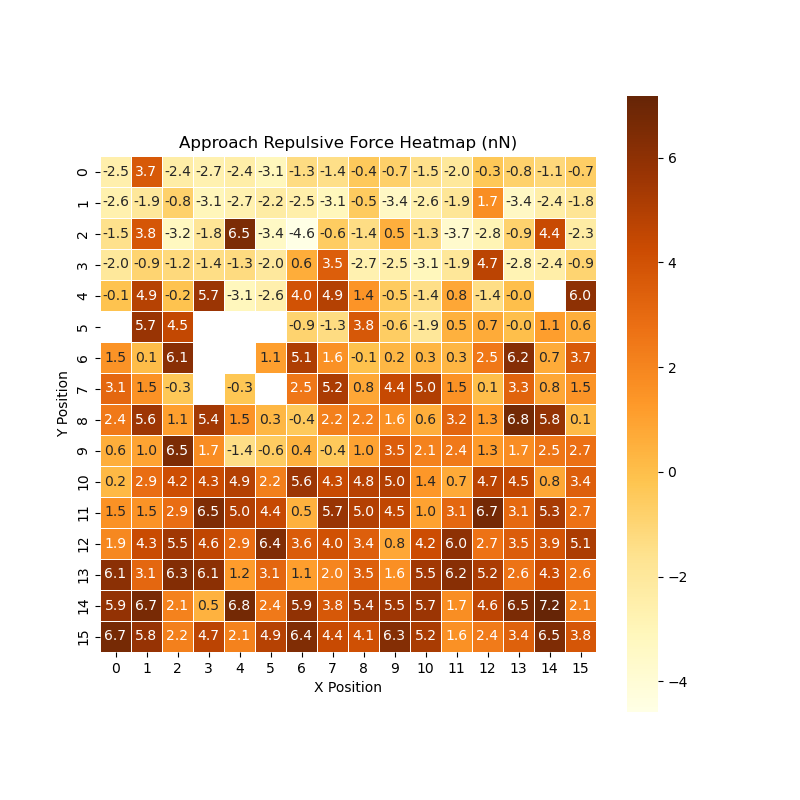 Approach Repulsive Force Heatmap (nN)
0 -2.5 3.7 -2.4 -2.7 -2.4 -3.1 -1.3 -1.4 -0.4 -0.7 -1.5 -2.0 -0.3 -0.8 -1.1 -0.7
1 -2.6 -1.9 -0.8 -3.1 -2.7 -2.2 -2.5 -3.1 -0.5 -3.4 -2.6 -1.9 1.7 -3.4 -2.4 -1.8
2 -1.5 3.8 -3.2 -1.8 6.5 -3.4 -4.6 -0.6 -1.4 0.5 -1.3 -3.7 -2.8 -0.9 4.4 -2.3
3 -2.0 -0.9 -1.2 -1.4 -1.3 -2.0 0.6 3.5 -2.7 -2.5 -3.1 -1.9 4.7 -2.8 -2.4 -0.9
4 -0.1 4.9 -0.2 5.7 -3.1 -2.6 4.0 4.9 1.4 -0.5 -1.4 0.8 -1.4 -0.0 6.0
5 5.7 4.5 -0.9 -1.3 3.8 -0.6 -1.9 0.5 0.7 -0.0 1.1 0.6
6 1.5 0.1 6.1 1.1 5.1 1.6 -0.1 0.2 0.3 0.3 2.5 6.2 0.7 3.7
7 3.1 1.5 -0.3 -0.3 2.5 5.2 0.8 4.4 5.0 1.5 0.1 3.3 0.8 1.5
8 2.4 5.6 1.1 5.4 1.5 0.3 -0.4 2.2 2.2 1.6 0.6 3.2 1.3 6.8 5.8 0.1
9 0.6 1.0 6.5 1.7 -1.4 -0.6 0.4 -0.4 1.0 3.5 2.1 2.4 1.3 1.7 2.5 2.7
10 0.2 2.9 4.2 4.3 4.9 2.2 5.6 4.3 4.8 5.0 1.4 0.7 4.7 4.5 0.8 3.4
11 1.5 1.5 2.9 6.5 5.0 4.4 0.5 5.7 5.0 4.5 1.0 3.1 6.7 3.1 5.3 2.7
12 1.9 4.3 5.5 4.6 2.9 6.4 3.6 4.0 3.4 0.8 4.2 6.0 2.7 3.5 3.9 5.1
13 6.1 3.1 6.3 6.1 1.2 3.1 1.1 2.0 3.5 1.6 5.5 6.2 5.2 2.6 4.3 2.6
14 5.9 6.7 2.1 0.5 6.8 2.4 5.9 3.8 5.4 5.5 5.7 1.7 4.6 6.5 7.2 2.1
15 6.7 5.8 2.2 4.7 2.1 4.9 6.4 4.4 4.1 6.3 5.2 1.6 2.4 3.4 6.5 3.8
0 1 2 3 4 5 6 7 8 9 10 11 12 13 14 15
X Position
Y Position
6
4
2
0
−2
−4